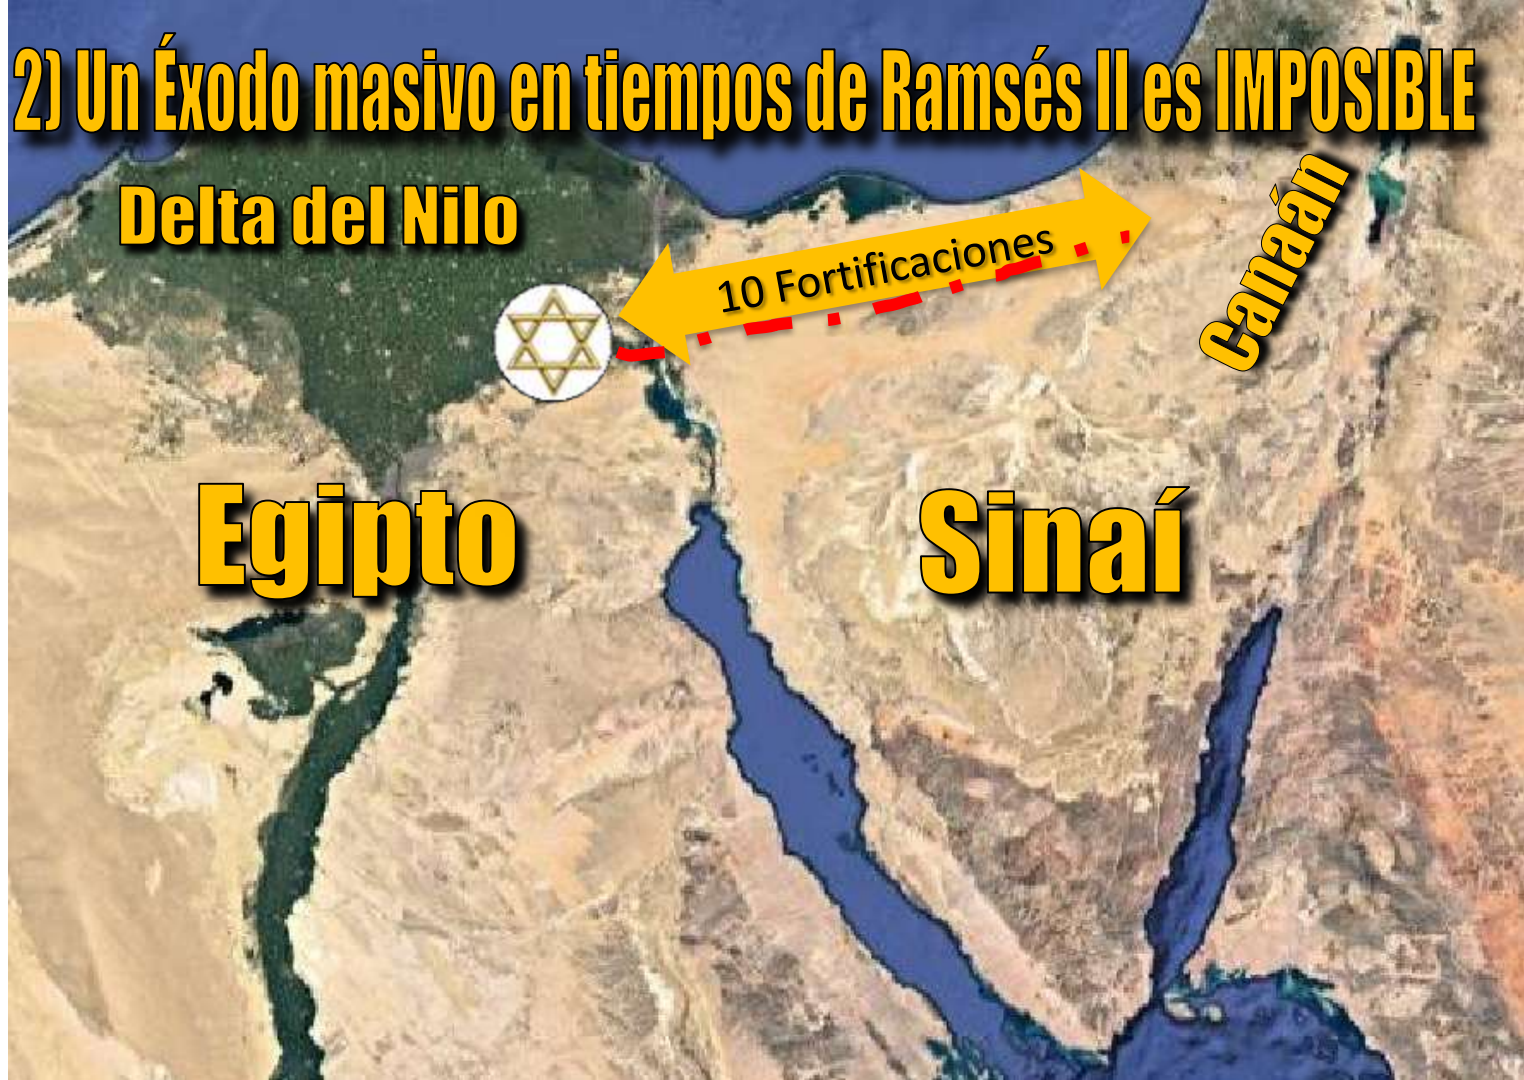 2) Un Éxodo masivo en tiempos de Ramsés II es IMPOSIBLE
Delta del Nilo
Canaán
10 Fortificaciones
Egipto
Sinaí